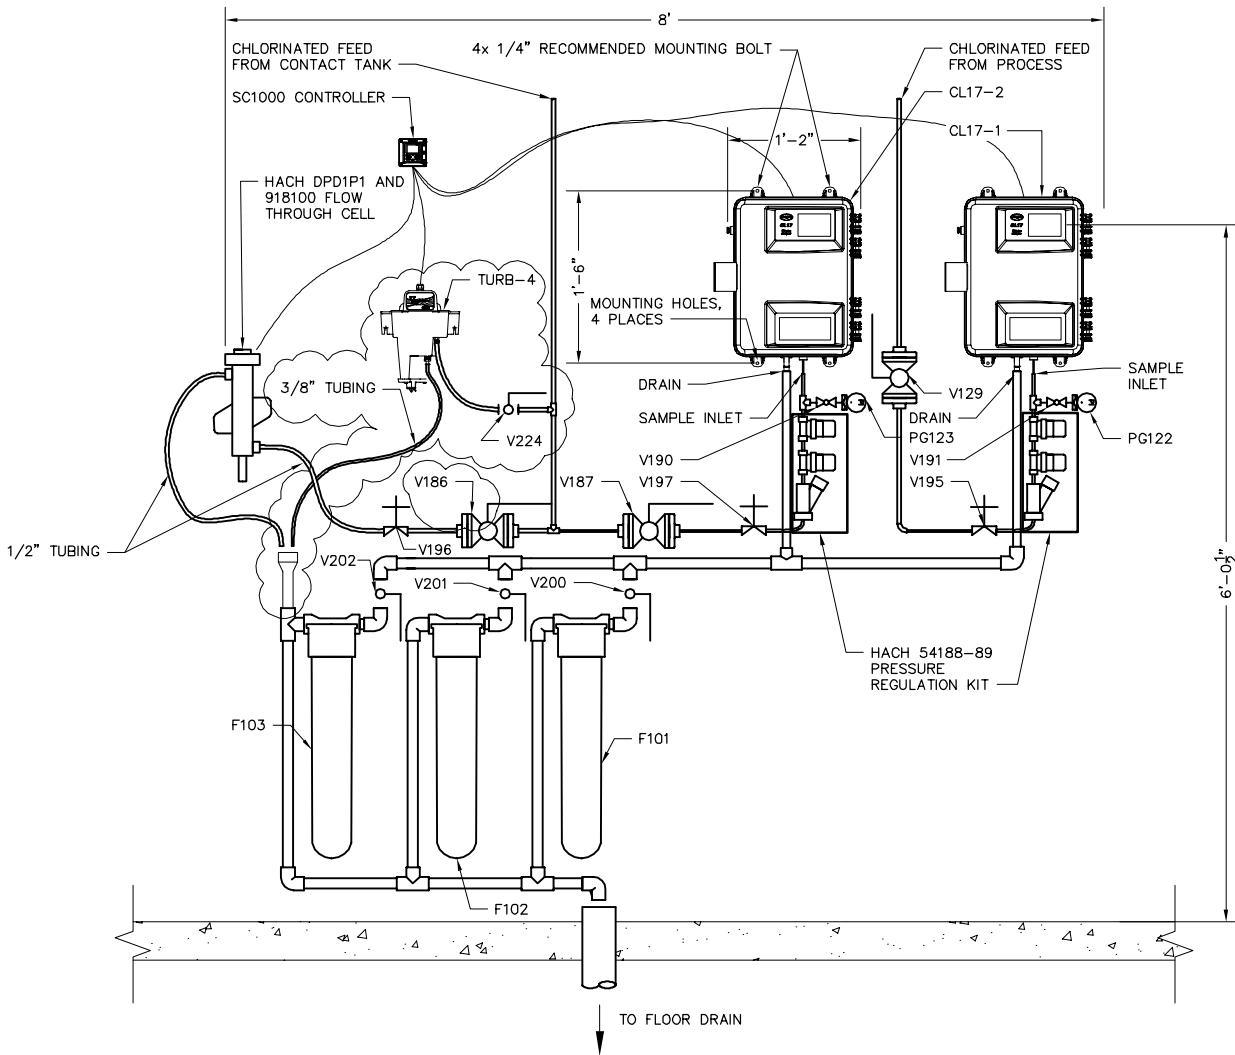 8'
CHLORINATED FEED
FROM CONTACT TANK
4x 1/4" RECOMMENDED MOUNTING BOLT
CHLORINATED FEED
FROM PROCESS
SC1000 CONTROLLER
CL17-2
CL17-1
1'-2"
HACH DPD1P1 AND
918100 FLOW
THROUGH CELL
CL17
CL17
TURB-4
1'-6"
MOUNTING HOLES,
4 PLACES
3/8" TUBING
DRAIN
SAMPLE INLET
V129
SAMPLE
INLET
DRAIN
V224
PG123
PG122
V190
V191
V186
V187
V197
V195
1/2" TUBING
V196
V202
V201
V200
6'-0 1/2"
HACH 54188-89
PRESSURE
REGULATION KIT
F103
F101
F102
TO FLOOR DRAIN